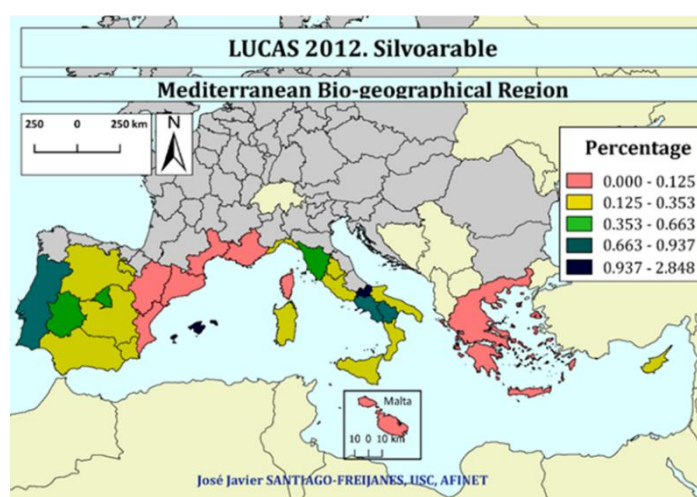 LUCAS 2012. Silvoarable
Mediterranean Bio-geographical Region
250 0 250 km
N
Percentage
0.000 - 0.125
0.125 - 0.353
0.353 - 0.663
0.663 - 0.937
0.937 - 2.848
Malta
10 0 10 km
José Javier SANTIAGO-FREIJANES, USC, AFINET